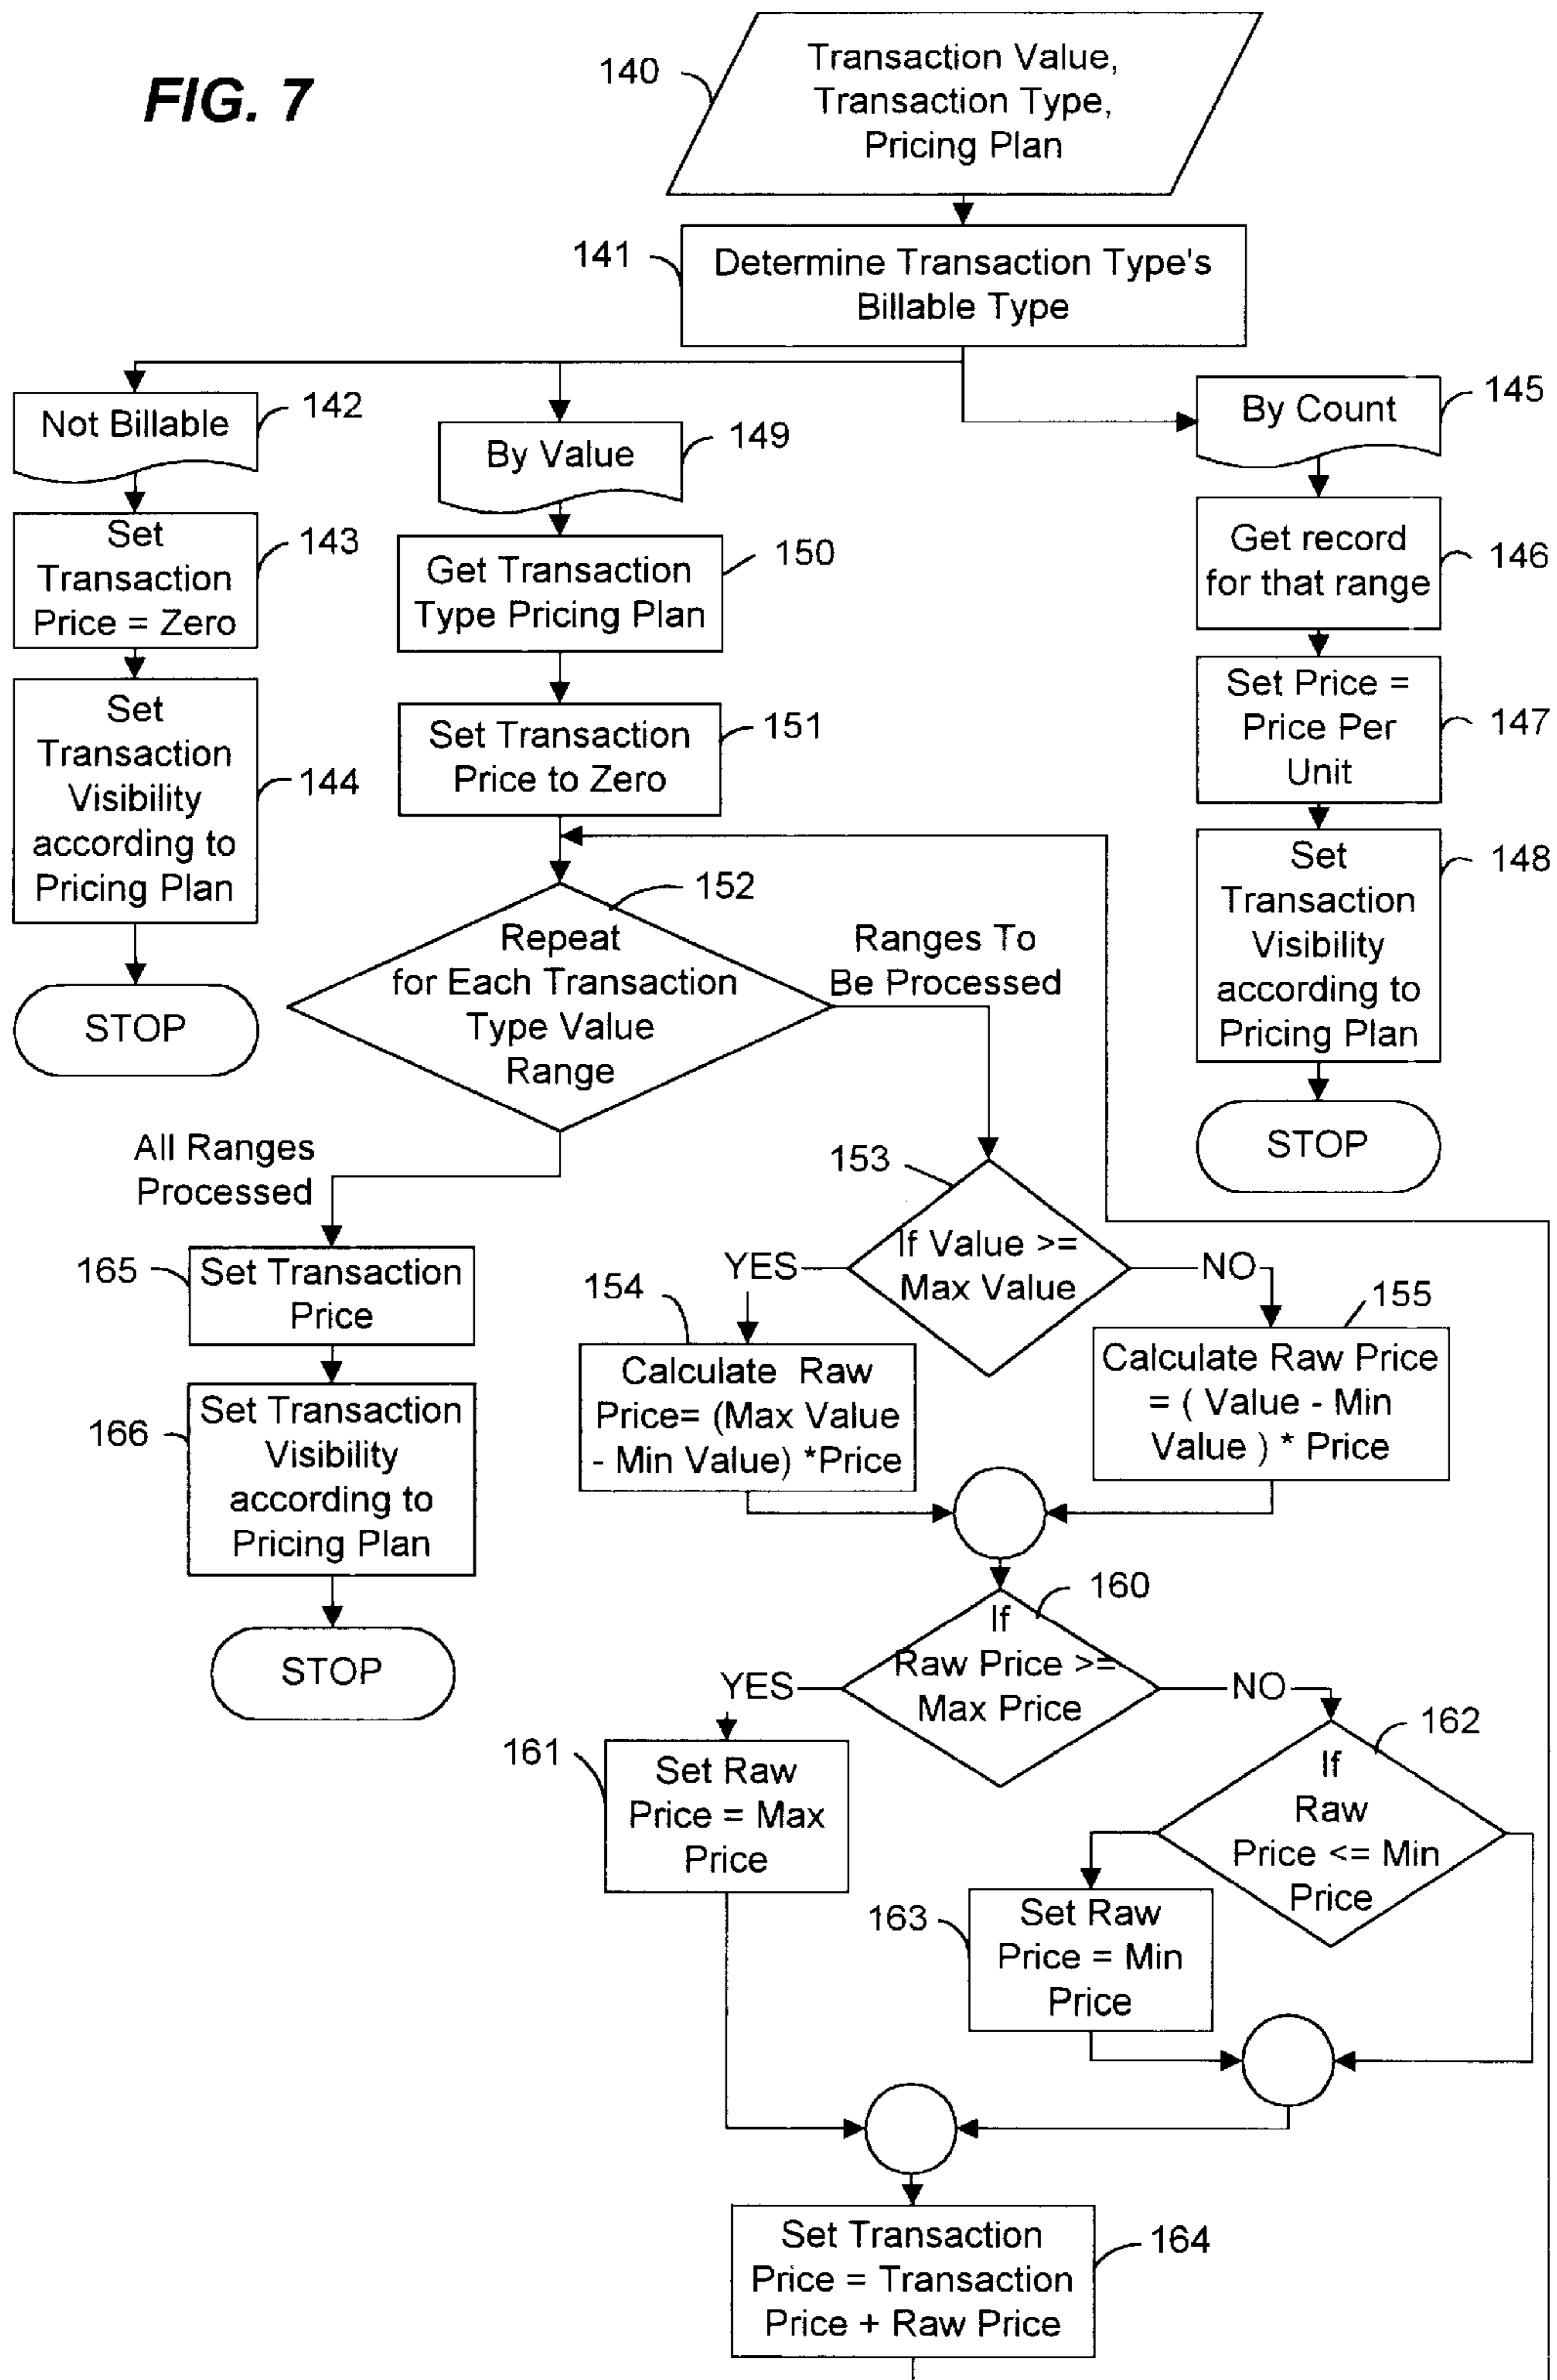 FIG. 7
140
Transaction Value,
Transaction Type,
Pricing Plan
141
Determine Transaction Type's
Billable Type
Not Billable
142
By Value
149
By Count
145
Set
Transaction
Price = Zero
143
Get Transaction
Type Pricing Plan
150
Get record
for that range
146
Set
Transaction
Visibility
according to
Pricing Plan
144
Set Transaction
Price to Zero
151
Set Price =
Price Per
Unit
147
STOP
152
Repeat
for Each Transaction
Type Value
Range
Ranges To
Be Processed
Set
Transaction
Visibility
according to
Pricing Plan
148
STOP
All Ranges
Processed
153
If Value >=
Max Value
YES
NO
165
Set Transaction
Price
154
Calculate Raw
Price= (Max Value
- Min Value) *Price
155
Calculate Raw Price
= ( Value - Min
Value ) * Price
166
Set Transaction
Visibility
according to
Pricing Plan
STOP
160
If
Raw Price >=
Max Price
YES
NO
161
Set Raw
Price = Max
Price
162
If
Raw
Price <= Min
Price
163
Set Raw
Price = Min
Price
Set Transaction
Price = Transaction
Price + Raw Price
164